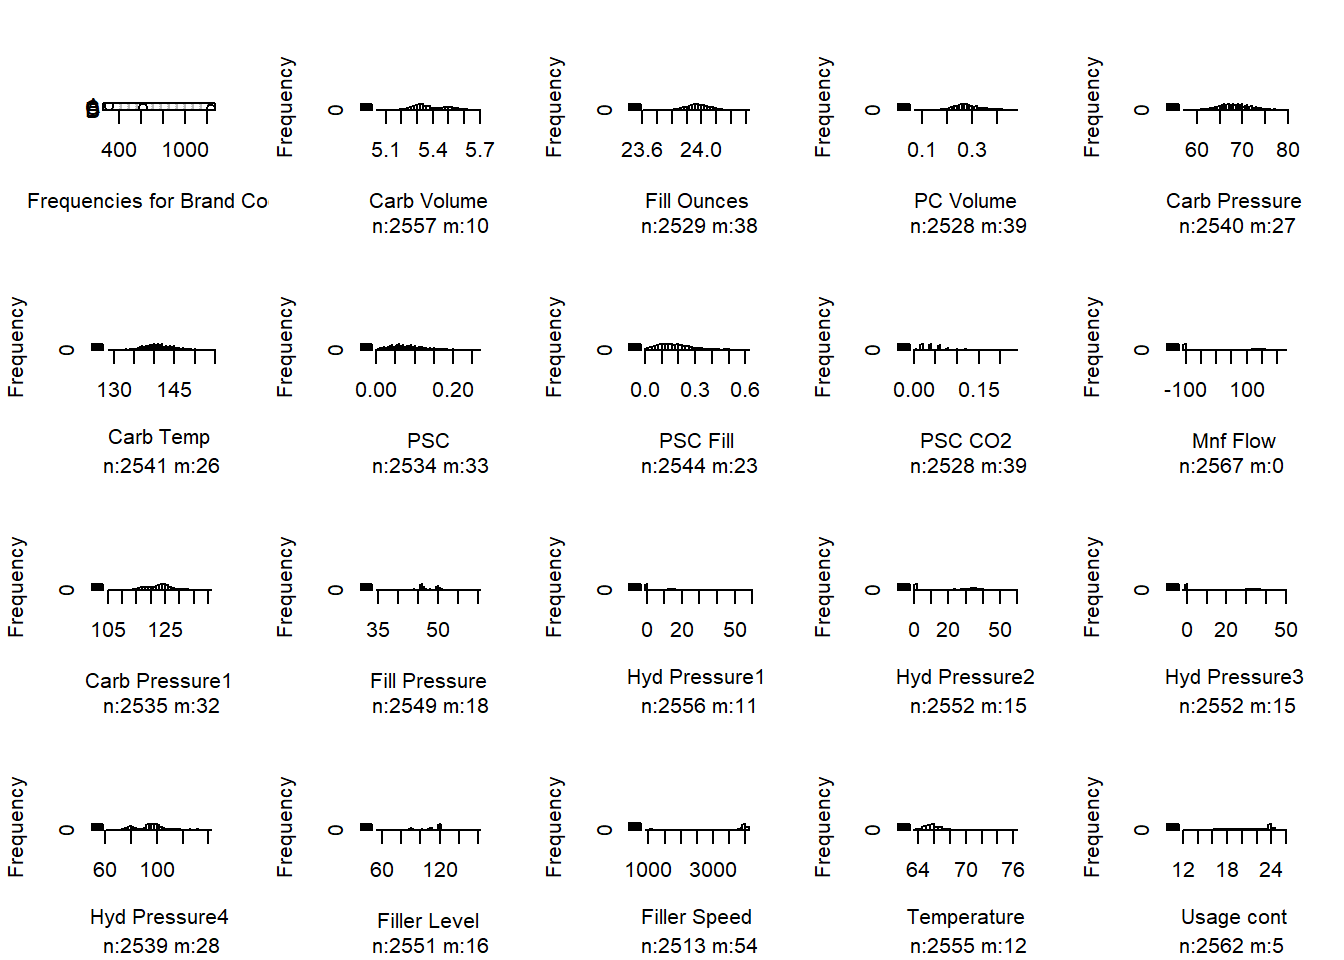 400 1000
Frequencies for Brand Co
Frequency
0
5.1 5.4 5.7
Carb Volume
n:2557 m:10
Frequency
0
23.6 24.0
Fill Ounces
n:2529 m:38
Frequency
0
0.1 0.3
PC Volume
n:2528 m:39
Frequency
0
60 70 80
Carb Pressure
n:2540 m:27
Frequency
0
130 145
Carb Temp
n:2541 m:26
Frequency
0
0.00 0.20
PSC
n:2534 m:33
Frequency
0
0.0 0.3 0.6
PSC Fill
n:2544 m:23
Frequency
0
0.00 0.15
PSC CO2
n:2528 m:39
Frequency
0
-100 100
Mnf Flow
n:2567 m:0
Frequency
0
105 125
Carb Pressure1
n:2535 m:32
Frequency
0
35 50
Fill Pressure
n:2549 m:18
Frequency
0
0 20 50
Hyd Pressure1
n:2556 m:11
Frequency
0
0 20 50
Hyd Pressure2
n:2552 m:15
Frequency
0
0 20 50
Hyd Pressure3
n:2552 m:15
Frequency
0
60 100
Hyd Pressure4
n:2539 m:28
Frequency
0
60 120
Filler Level
n:2551 m:16
Frequency
0
1000 3000
Filler Speed
n:2513 m:54
Frequency
0
64 70 76
Temperature
n:2555 m:12
Frequency
0
12 18 24
Usage cont
n:2562 m:5